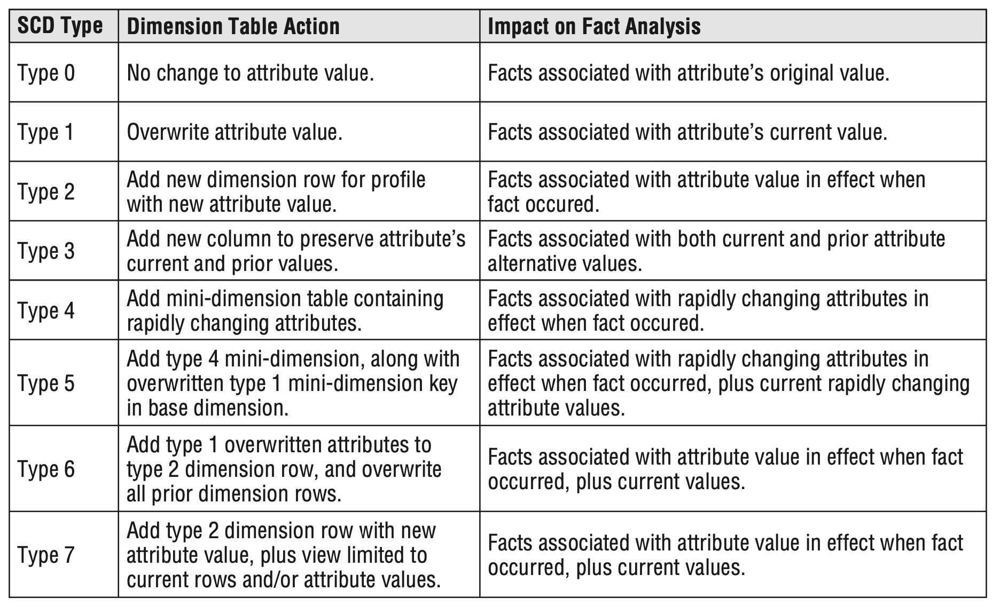 SCD Type Dimension Table Action Impact on Fact Analysis
Type 0 No change to attribute value. Facts associated with attribute’s original value.
Type 1 Overwrite attribute value. Facts associated with attribute’s current value.
Type 2
Add new dimension row for profile
with new attribute value.
Facts associated with attribute value in effect when
fact occured.
Type 3
Add new column to preserve attribute’s
current and prior values.
Facts associated with both current and prior attribute
alternative values.
Type 4
Add mini-dimension table containing
rapidly changing attributes.
Facts associated with rapidly changing attributes in
effect when fact occured.
Type 5
Add type 4 mini-dimension, along with
overwritten type 1 mini-dimension key
in base dimension.
Facts associated with rapidly changing attributes in
effect when fact occurred, plus current rapidly changing
attribute values.
Type 6
Add type 1 overwritten attributes to
type 2 dimension row, and overwrite
all prior dimension rows.
Facts associated with attribute value in effect when fact
occurred, plus current values.
Type 7
Add type 2 dimension row with new
attribute value, plus view limited to
current rows and/or attribute values.
Facts associated with attribute value in effect when fact
occurred, plus current values.